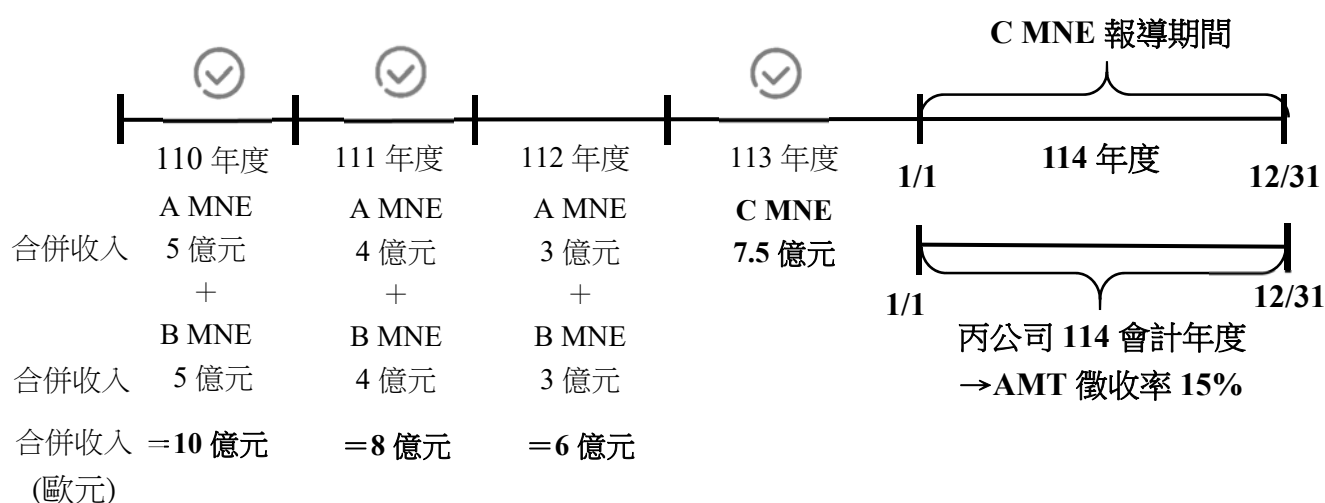 C MNE 報導期間
110 年度 111 年度 112 年度 113 年度 1/1 114 年度 12/31
A MNE A MNE A MNE C MNE
合併收入 5 億元 4 億元 3 億元 7.5 億元
+ + + 1/1 12/31
B MNE B MNE B MNE 丙公司 114 會計年度
合併收入 5 億元 4 億元 3 億元 →AMT 徵收率 15%
合併收入 =10 億元 =8 億元 =6 億元
(歐元)